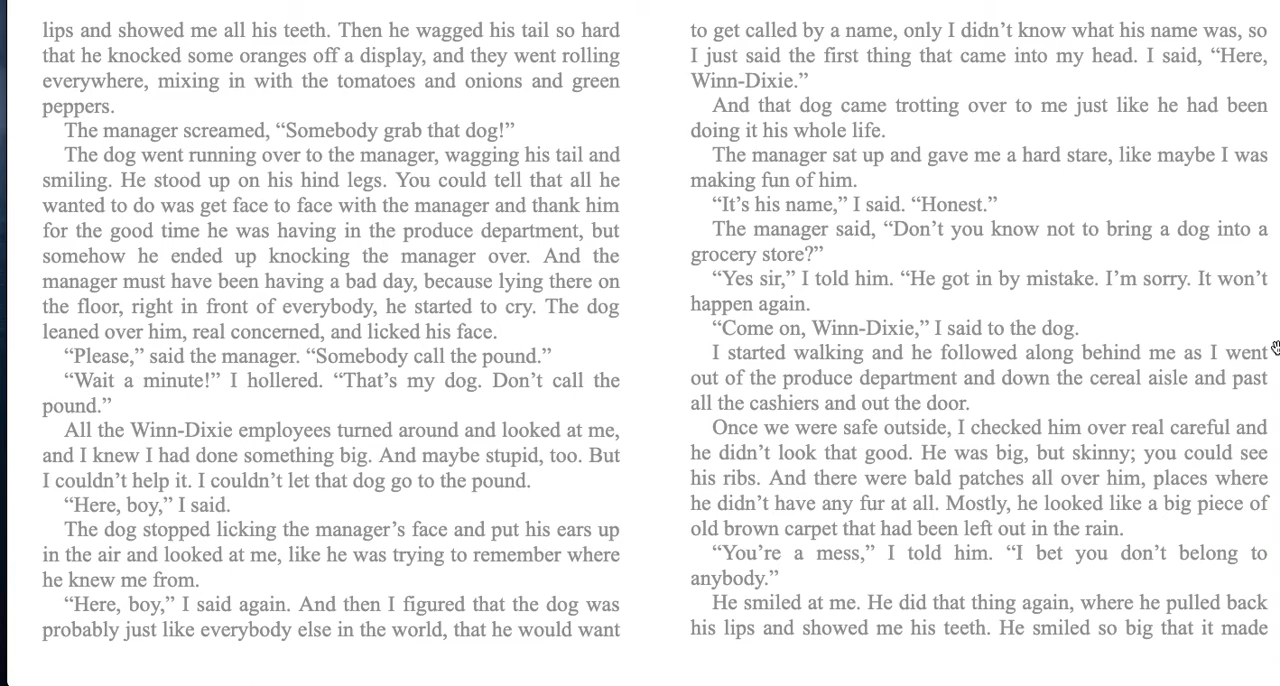 lips and showed me all his teeth. Then he wagged his tail so hard
that he knocked some oranges off a display, and they went rolling
everywhere, mixing in with the tomatoes and onions and green
peppers.
The manager screamed, “Somebody grab that dog!”
The dog went running over to the manager, wagging his tail and
smiling. He stood up on his hind legs. You could tell that all he
wanted to do was get face to face with the manager and thank him
for the good time he was having in the produce department, but
somehow he ended up knocking the manager over. And the
manager must have been having a bad day, because lying there on
the floor, right in front of everybody, he started to cry. The dog
leaned over him, real concerned, and licked his face.
“Please,” said the manager. “Somebody call the pound.”
“Wait a minute!” I hollered. “That’s my dog. Don’t call the
pound.”
All the Winn-Dixie employees turned around and looked at me,
and I knew I had done something big. And maybe stupid, too. But
I couldn’t help it. I couldn’t let that dog go to the pound.
“Here, boy,” I said.
The dog stopped licking the manager’s face and put his ears up
in the air and looked at me, like he was trying to remember where
he knew me from.
“Here, boy,” I said again. And then I figured that the dog was
probably just like everybody else in the world, that he would want
to get called by a name, only I didn’t know what his name was, so
I just said the first thing that came into my head. I said, “Here,
Winn-Dixie.”
And that dog came trotting over to me just like he had been
doing it his whole life.
The manager sat up and gave me a hard stare, like maybe I was
making fun of him.
“It’s his name,” I said. “Honest.”
The manager said, “Don’t you know not to bring a dog into a
grocery store?”
“Yes sir,” I told him. “He got in by mistake. I’m sorry. It won’t
happen again.
“Come on, Winn-Dixie,” I said to the dog.
I started walking and he followed along behind me as I went
out of the produce department and down the cereal aisle and past
all the cashiers and out the door.
Once we were safe outside, I checked him over real careful and
he didn’t look that good. He was big, but skinny; you could see
his ribs. And there were bald patches all over him, places where
he didn’t have any fur at all. Mostly, he looked like a big piece of
old brown carpet that had been left out in the rain.
“You’re a mess,” I told him. “I bet you don’t belong to
anybody.”
He smiled at me. He did that thing again, where he pulled back
his lips and showed me his teeth. He smiled so big that it made